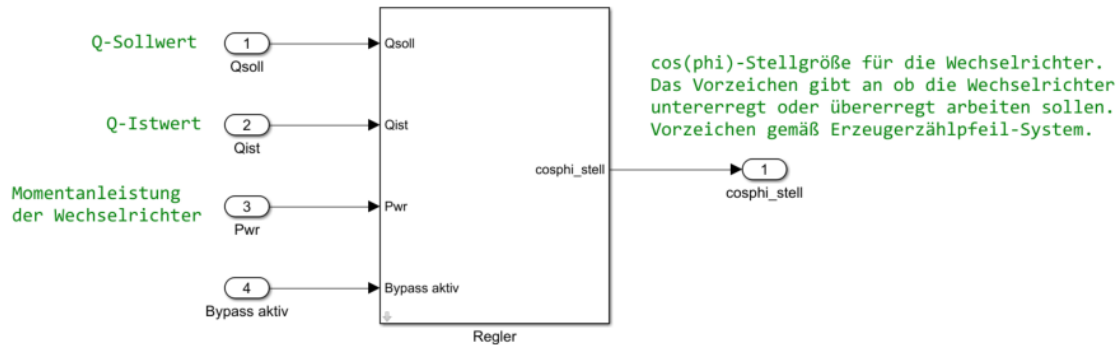 Q-Sollwert
1
Qsoll
Qsoll
Q-Istwert
2
Qist
Qist
Momentanleistung
der Wechselrichter
3
Pwr
Pwr
4
Bypass aktiv
Bypass aktiv
cosphi_stell
Regler
cos(phi)-Stellgröße für die Wechselrichter.
Das Vorzeichen gibt an ob die Wechselrichter
untererregt oder übererregt arbeiten sollen.
Vorzeichen gemäß Erzeugerzählpfeil-System.
1
cosphi_stell